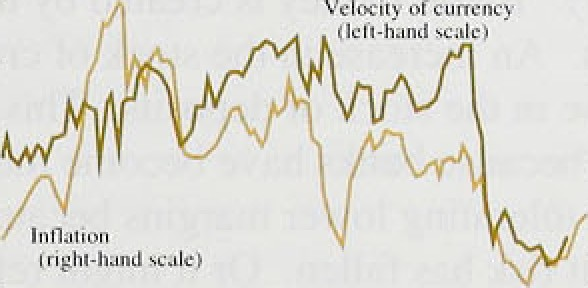 Velocity of currency
(left-hand scale)
Inflation
(right-hand scale)